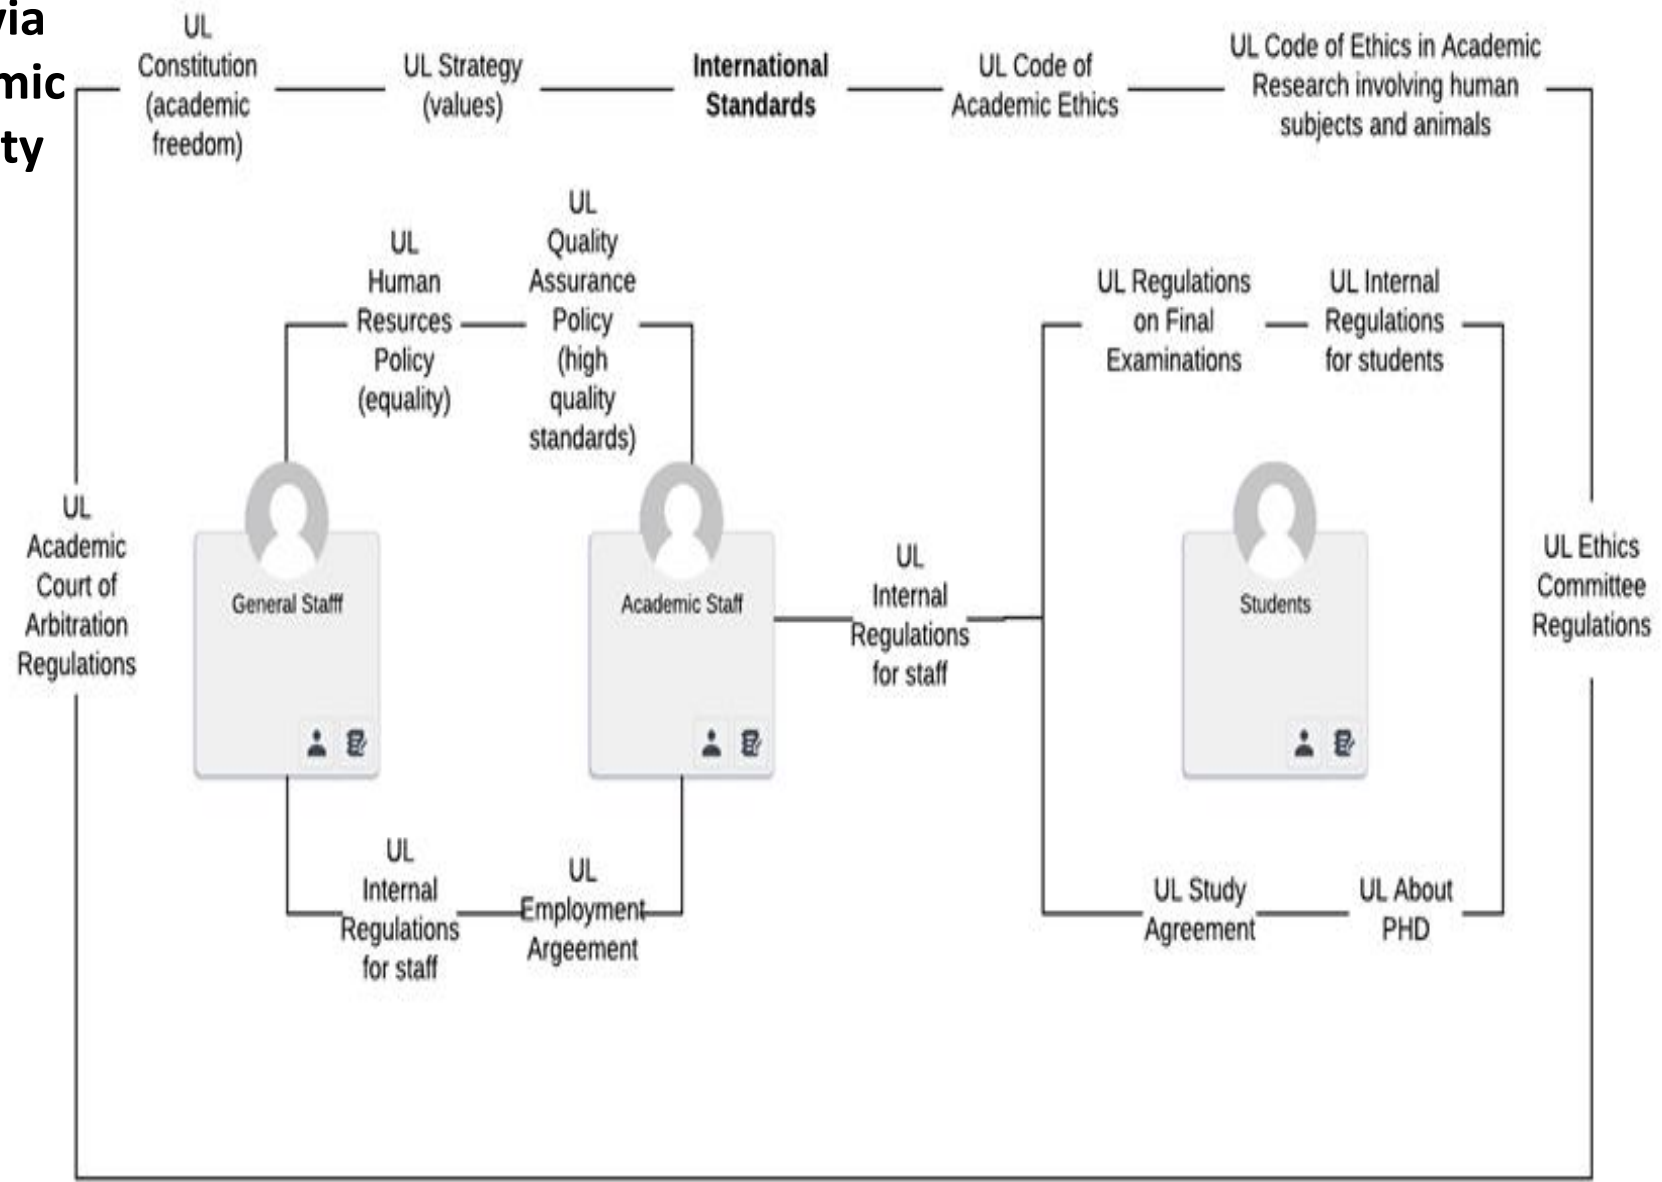 via
mic
ty
UL
Constitution
(academic
freedom)
UL Strategy
(values)
International
Standards
UL Code of
Academic Ethics
UL Code of Ethics in Academic
Research involving human
subjects and animals
UL
Human
Resurces
Policy
(equality)
UL
Quality
Assurance
Policy
(high
quality
standards)
UL Regulations
on Final
Examinations
UL Internal
Regulations
for students
UL
Academic
Court of
Arbitration
Regulations
General Stafff
Academic Staff
UL
Internal
Regulations
for staff
Students
UL Ethics
Committee
Regulations
UL
Internal
Regulations
for staff
UL
Employment
Argeement
UL Study
Agreement
UL About
PHD